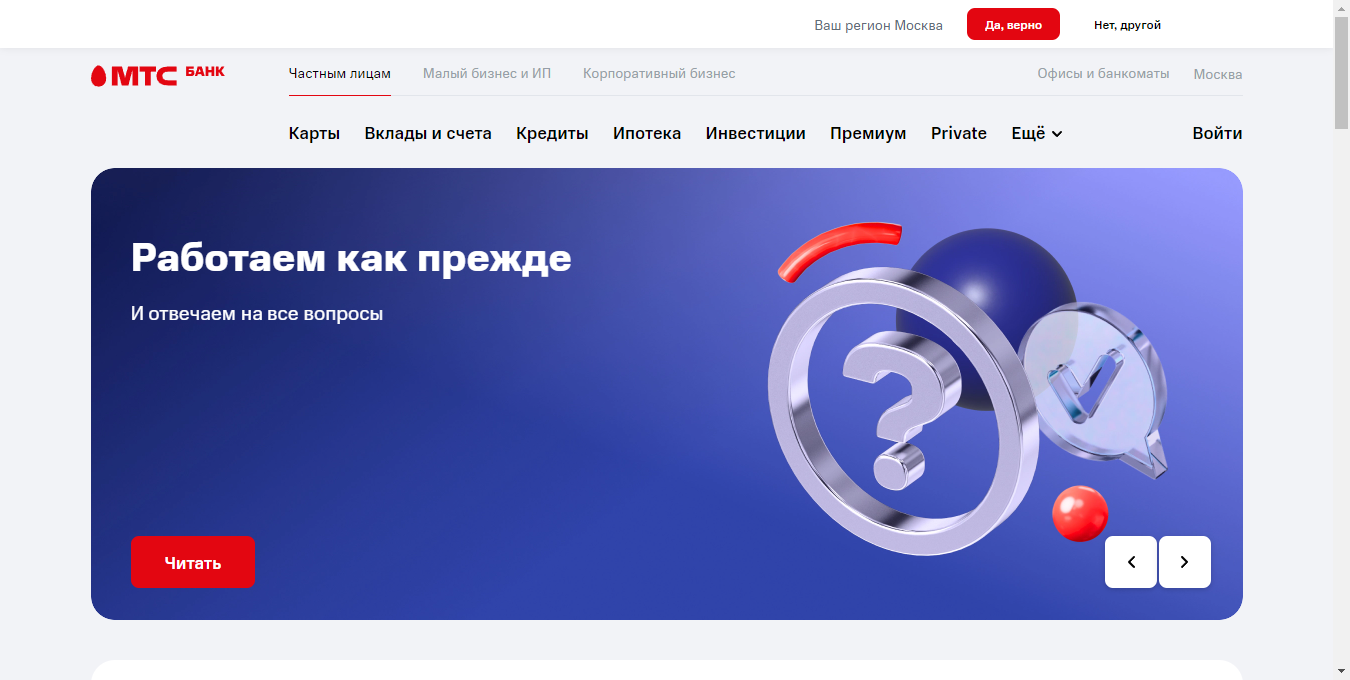 Ваш регион Москва
Да, верно
Нет, другой
МТС БАНК
Частным лицам
Малый бизнес и ИП
Корпоративный бизнес
Офисы и банкоматы
Москва
Карты
Вклады и счета
Кредиты
Ипотека
Инвестиции
Премиум
Private
Ещё
Войти
Работаем как прежде
И отвечаем на все вопросы
?
Читать